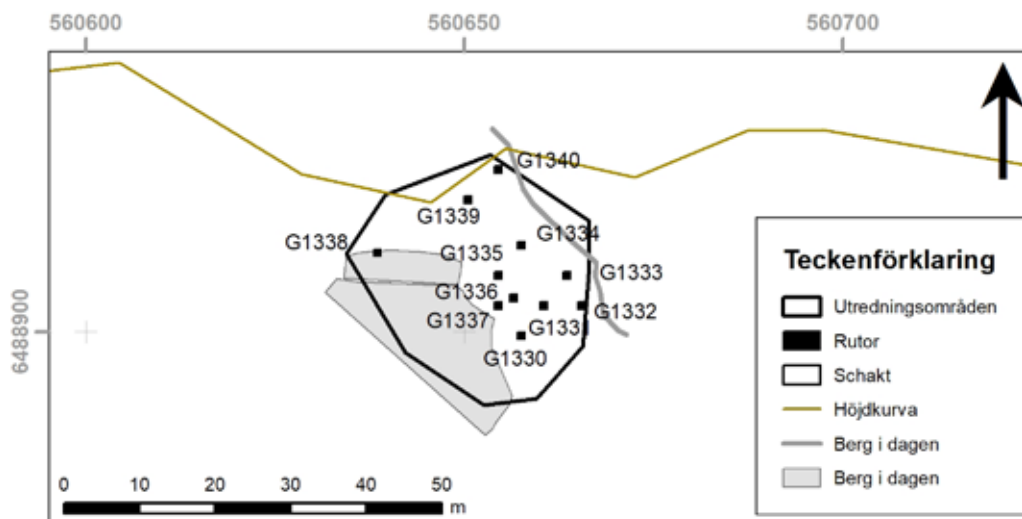 560600 560650 560700
6488900
G1340
G1339
G1334
G1338
G1335
G1333
G1336
G1332
G1337
G1331
G1330
Teckenförklaring
Utredningsområden
Rutor
Schakt
Höjdkurva
Berg i dagen
Berg i dagen
0 10 20 30 40 50
m